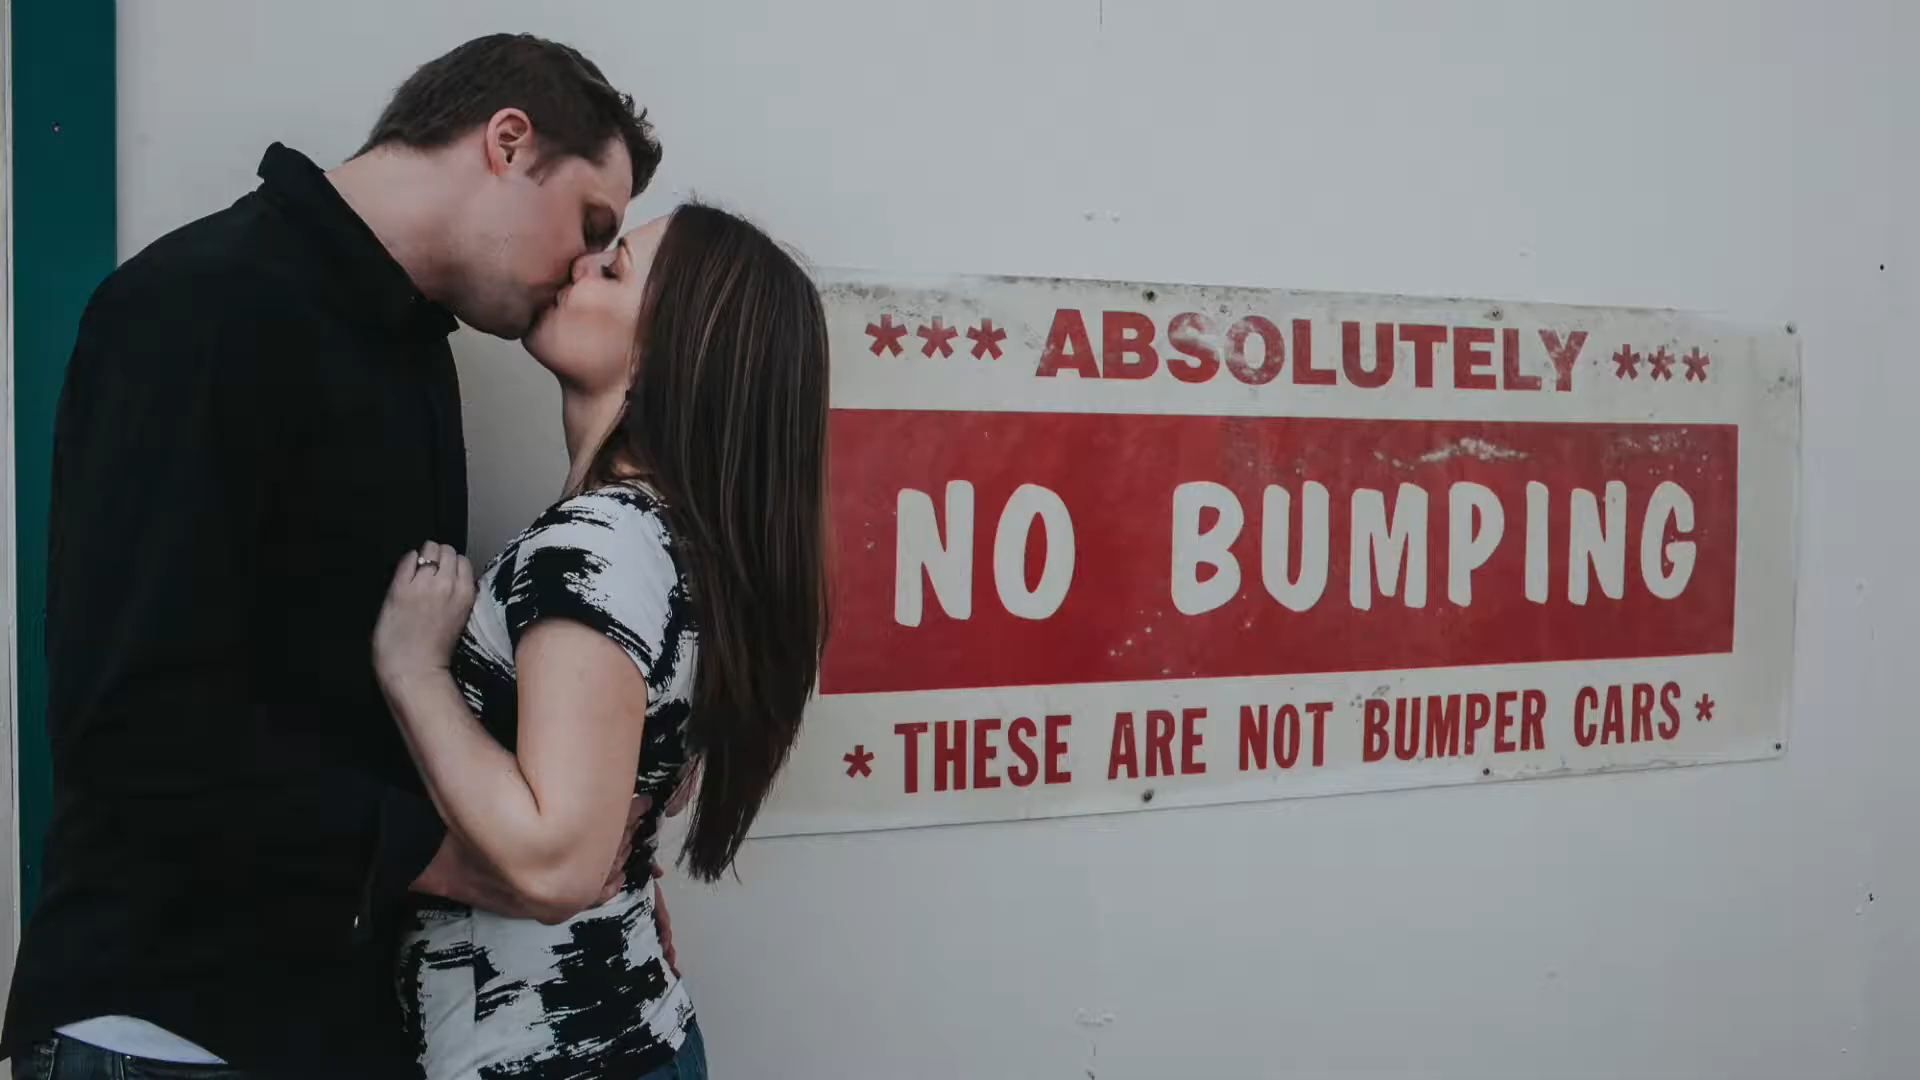 *** ABSOLUTELY ***
NO BUMPING
* THESE ARE NOT BUMPER CARS *